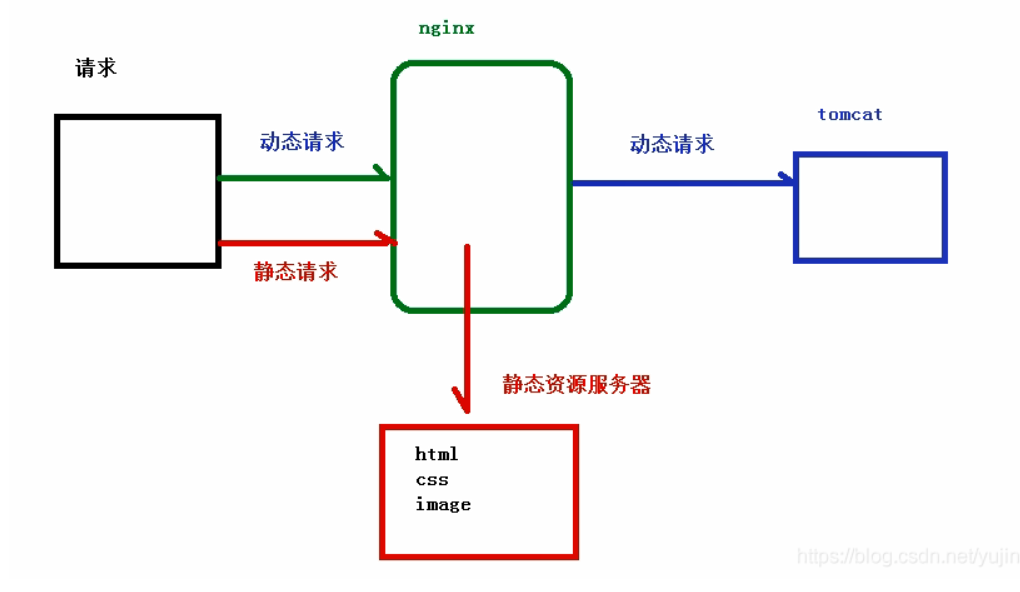 nginx
请求
tomcat
动态请求
动态请求
静态请求
静态资源服务器
html
css
image
https://blog.csdn.net/yujin